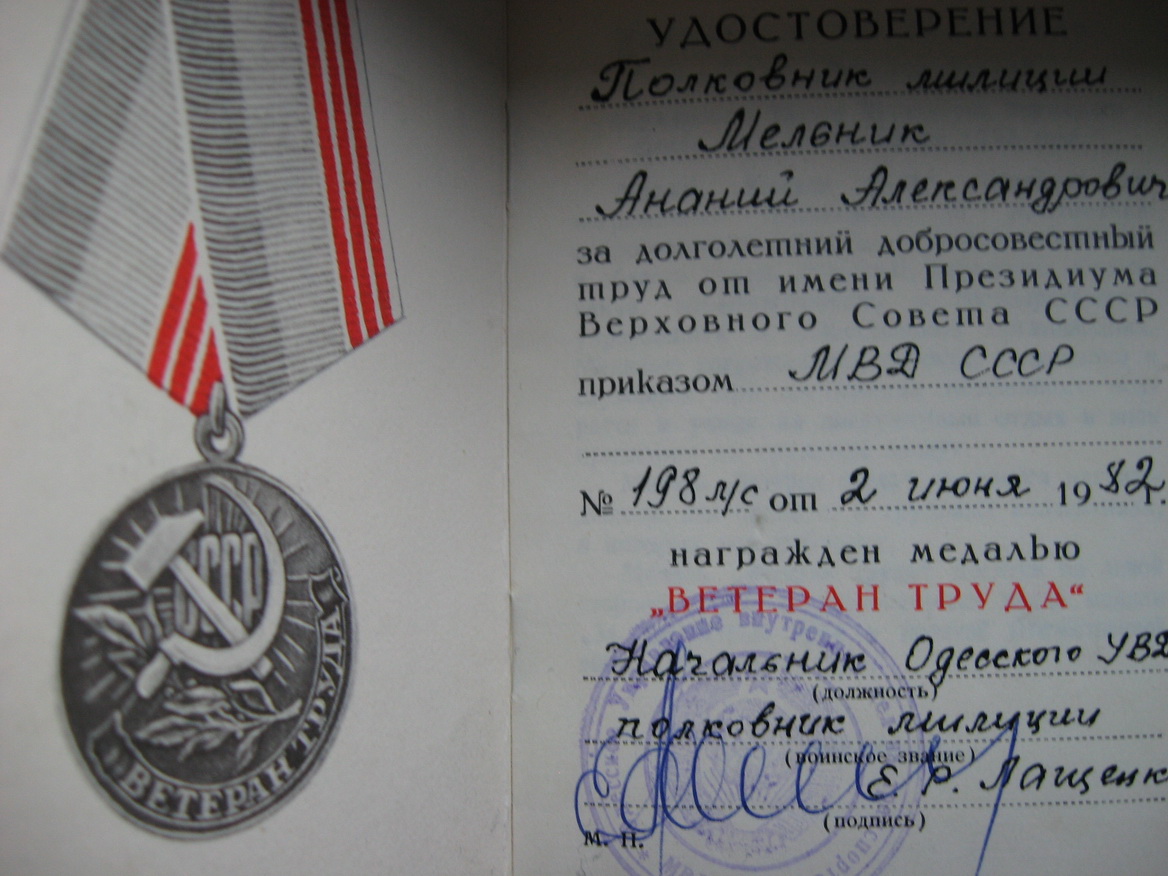 СССР
ВЕТЕРАН ТРУДА
УДОСТОВЕРЕНИЕ
Полковник милиции
Мельник
Ананий Александрович
за долголетний добросовестный
труд от имени Президиума
Верховного Совета СССР
приказом МВД СССР
№ 198 л/с от 2 июня 1982 г.
награжден медалью
„ВЕТЕРАН ТРУДА“
Начальник Одесского УВД
(должность)
полковник милиции
(воинское звание)
Е. Р. Лащенк
(подпись)
м. п.